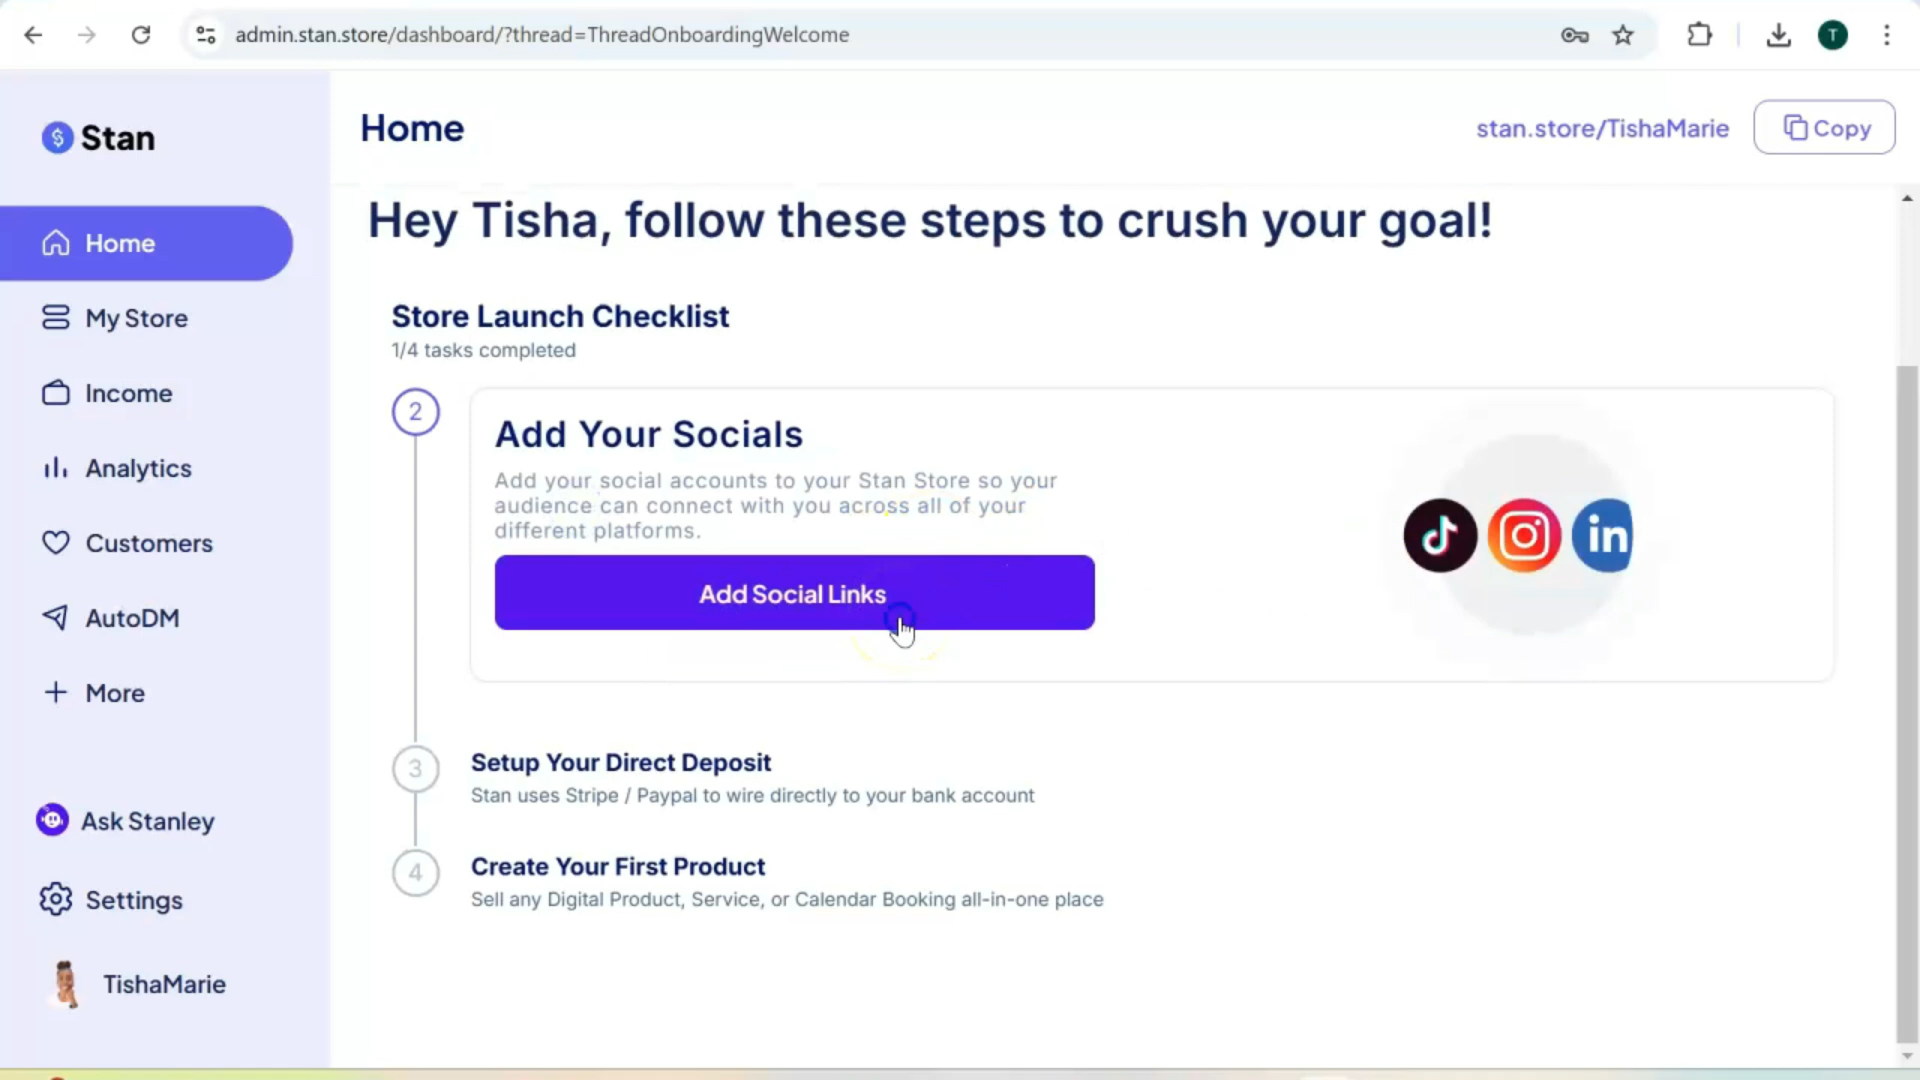 admin.stan.store/dashboard/?thread=ThreadOnboardingWelcome
T
$ Stan
Home
My Store
Income
Analytics
Customers
AutoDM
More
Ask Stanley
Settings
TishaMarie
Home
stan.store/TishaMarie
Copy
Hey Tisha, follow these steps to crush your goal!
Store Launch Checklist
1/4 tasks completed
2
Add Your Socials
Add your social accounts to your Stan Store so your
audience can connect with you across all of your
different platforms.
Add Social Links
in
3
Setup Your Direct Deposit
Stan uses Stripe / Paypal to wire directly to your bank account
4
Create Your First Product
Sell any Digital Product, Service, or Calendar Booking all-in-one place